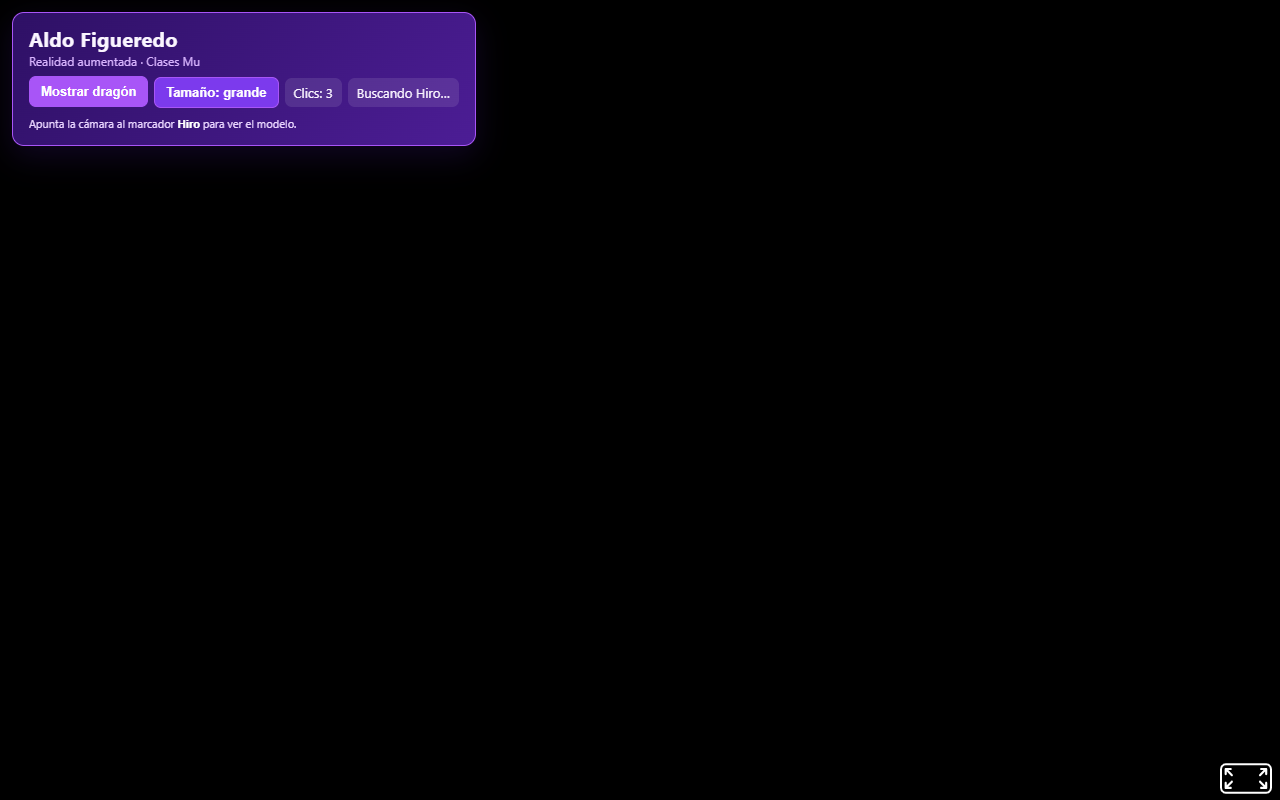 Aldo Figueredo
Realidad aumentada · Clases Mu
Mostrar dragón Tamaño: grande Clics: 3 Buscando Hiro...
Apunta la cámara al marcador Hiro para ver el modelo.